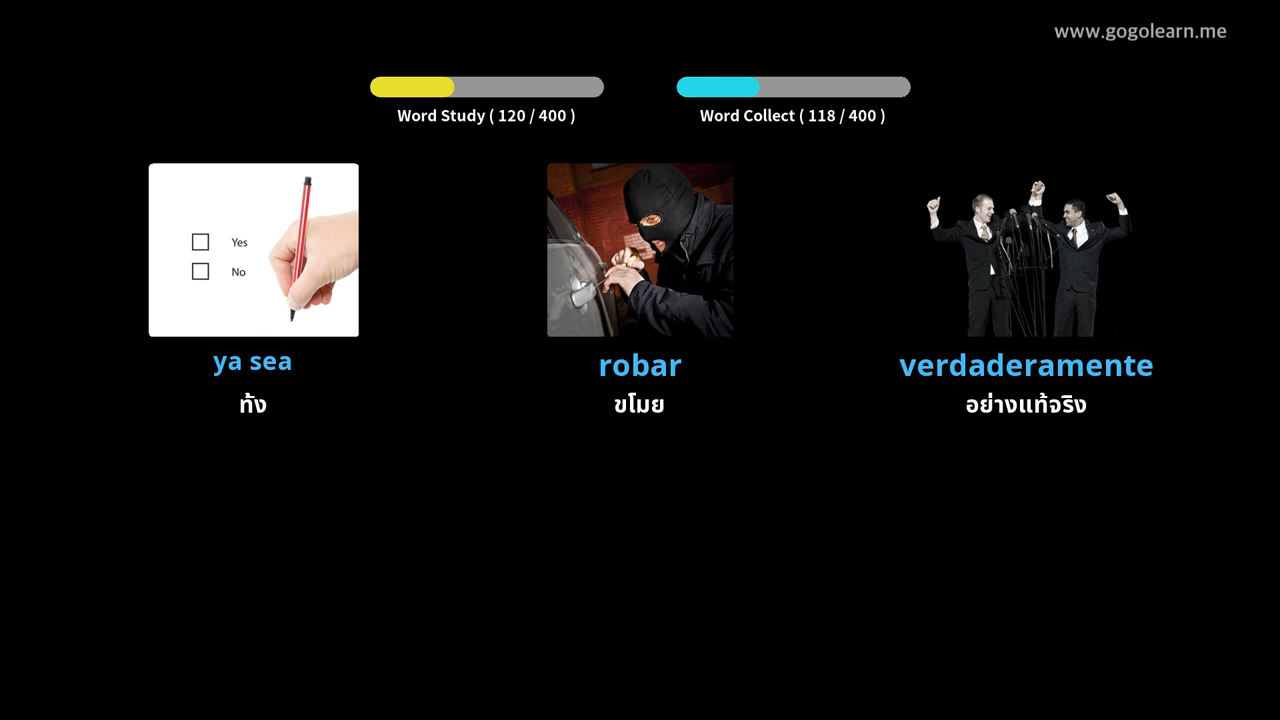 www.gogolearn.me
Word Study ( 120 / 400 )
Word Collect ( 118 / 400 )
Yes
No
ya sea
robar
verdaderamente
ทัง
ขโมย
อย่างแท้จริง